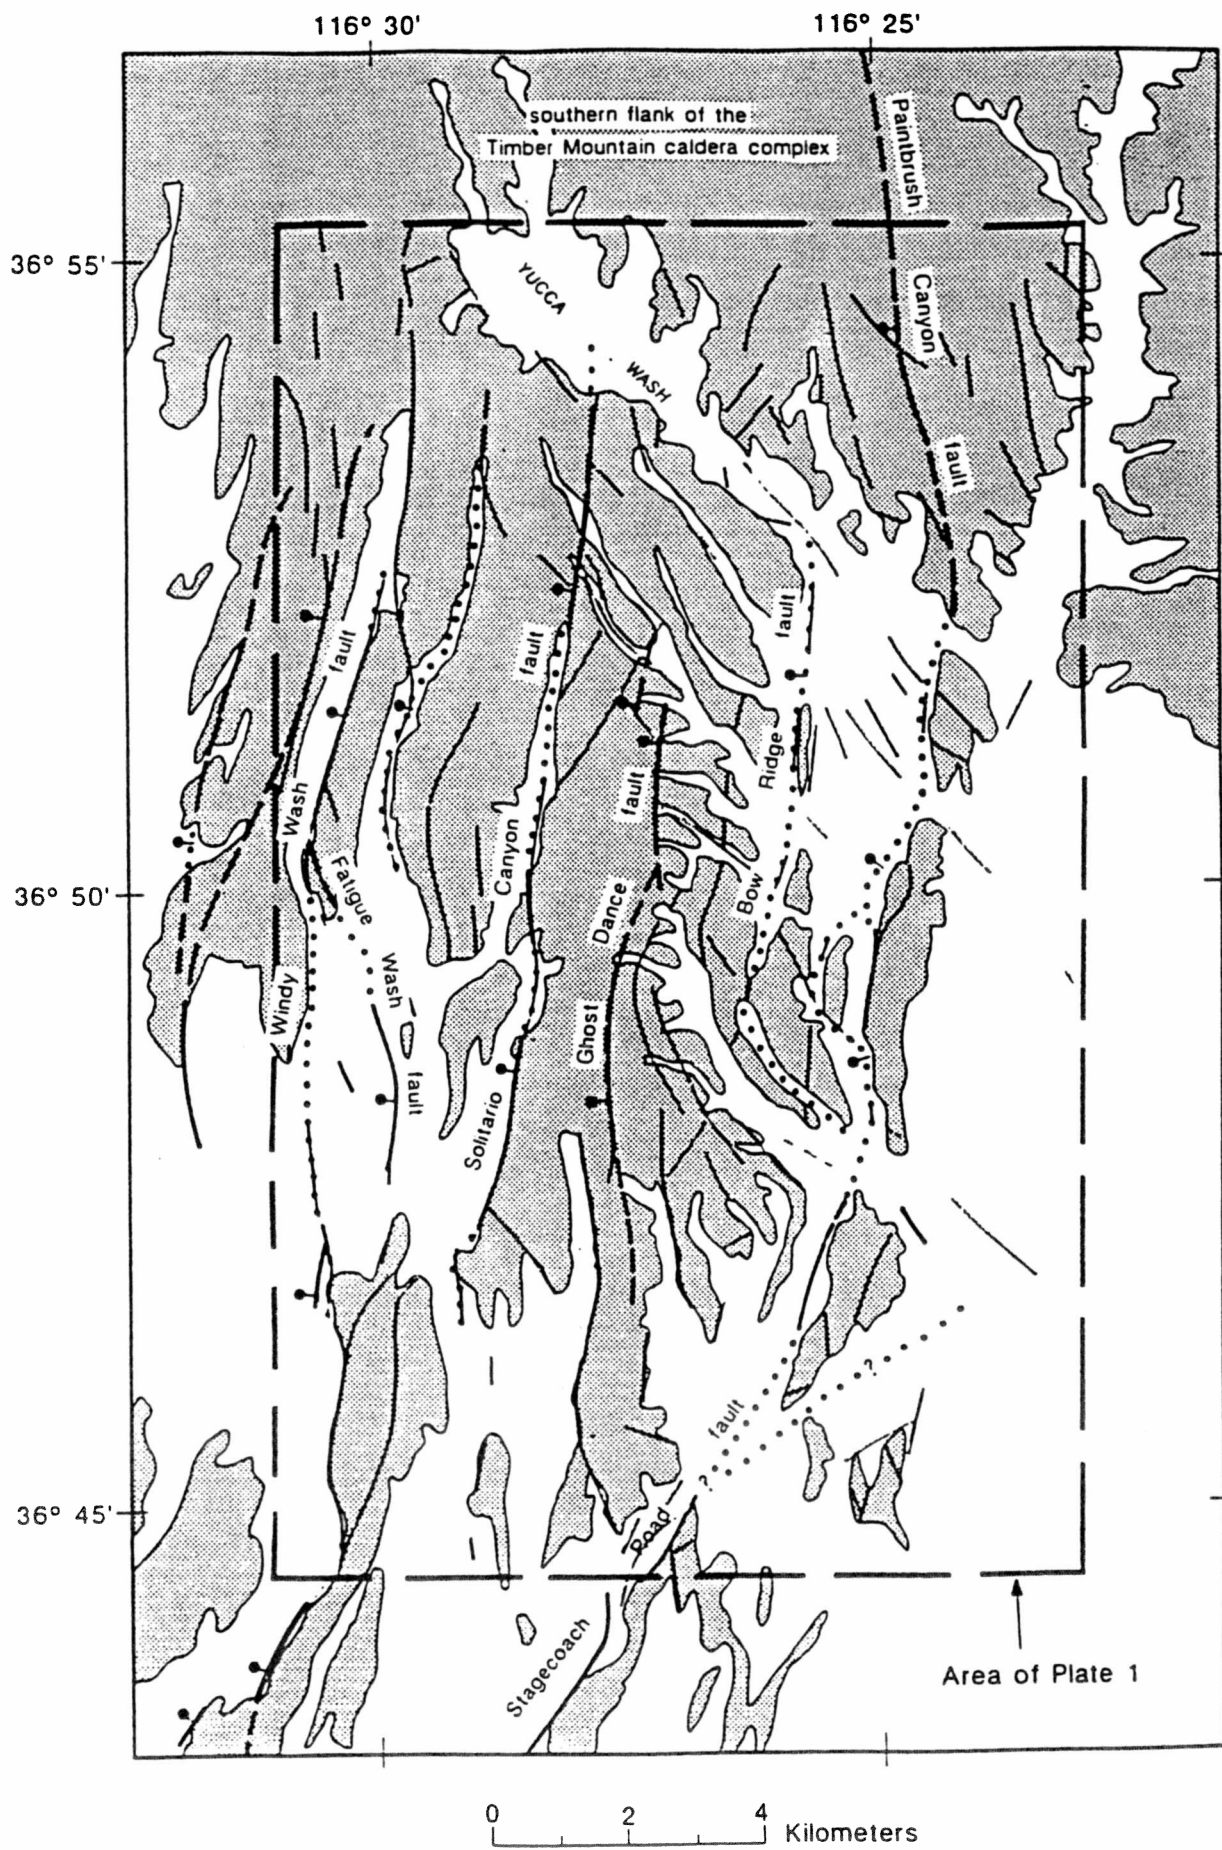 116° 30'
116° 25'
southern flank of the
Timber Mountain caldera complex
Paintbrush
Canyon
fault
36° 55'
YUCCA
WASH
fault
Wash
Windy
Fatigue
Wash
fault
fault
Canyon
Solitario
fault
Dance
Ghost
fault
Ridge
Bow
36° 50'
?
fault
?
Road
Stagecoach
36° 45'
Area of Plate 1
0 2 4
Kilometers